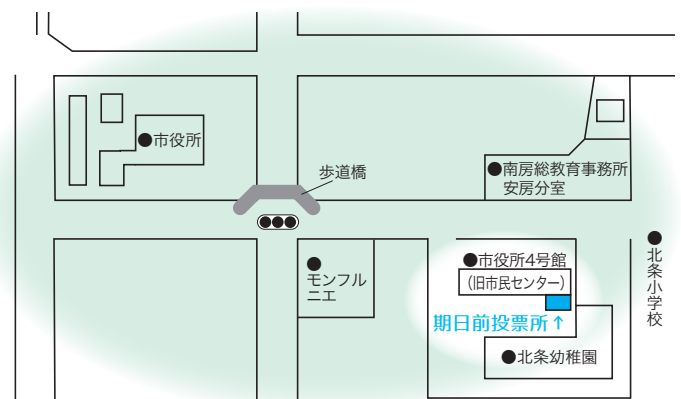 ●市役所
歩道橋
●南房総教育事務所
安房分室
●
モンフル
ニエ
●市役所4号館
(旧市民センター)
期日前投票所↑
●北条幼稚園
●北条小学校